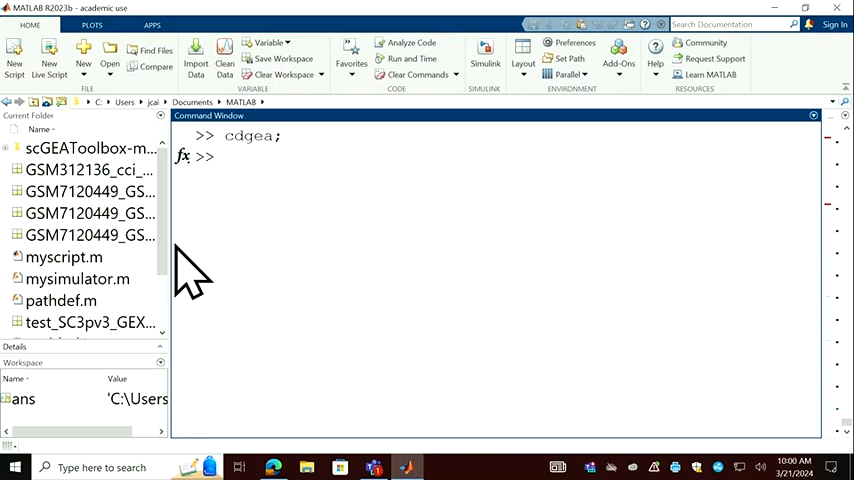 MATLAB R2023b - academic use
HOME PLOTS APPS
Search Documentation
Sign In
New Script
New Live Script
New
Open
Find Files
Compare
Import Data
Clean Data
Variable
Save Workspace
Clear Workspace
Favorites
Analyze Code
Run and Time
Clear Commands
Simulink
Layout
Preferences
Set Path
Parallel
Add-Ons
Help
Community
Request Support
Learn MATLAB
FILE VARIABLE CODE SIMULINK ENVIRONMENT RESOURCES
C: Users jcai Documents MATLAB
Current Folder
Name
scGEAToolbox-m...
GSM312136_cci_...
GSM7120449_GS...
GSM7120449_GS...
GSM7120449_GS...
myscript.m
mysimulator.m
pathdef.m
test_SC3pv3_GEX...
Details
Workspace
Name Value
ans 'C:\Users
Command Window
>> cdgea;
fx >>
Type here to search
10:00 AM
3/21/2024